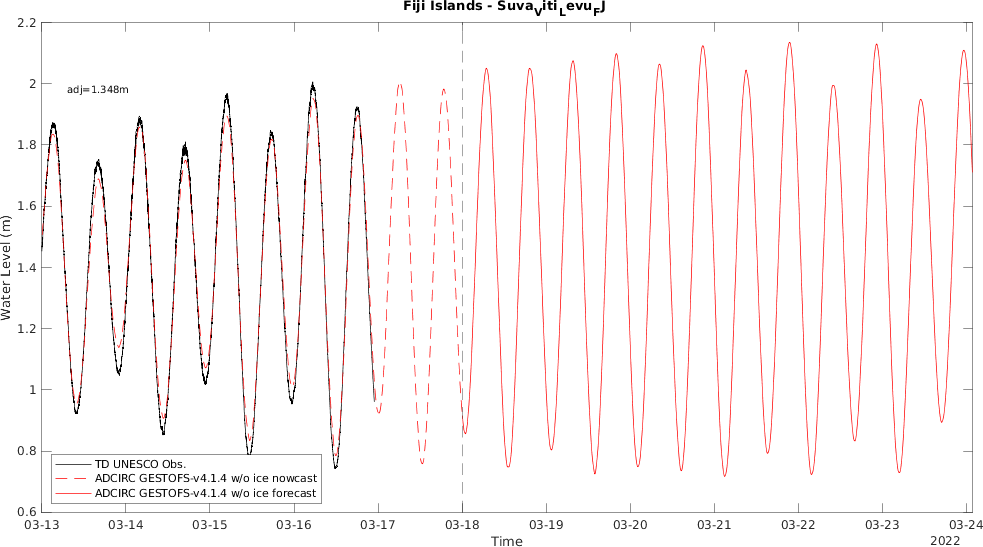 Fiji Islands - Suva_Viti_Levu_FJ
2.2
2
1.8
1.6
1.4
1.2
1
0.8
0.6
Water Level (m)
adj=1.348m
TD UNESCO Obs.
ADCIRC GESTOFS-v4.1.4 w/o ice nowcast
ADCIRC GESTOFS-v4.1.4 w/o ice forecast
03-13 03-14 03-15 03-16 03-17 03-18 03-19 03-20 03-21 03-22 03-23 03-24
Time
2022